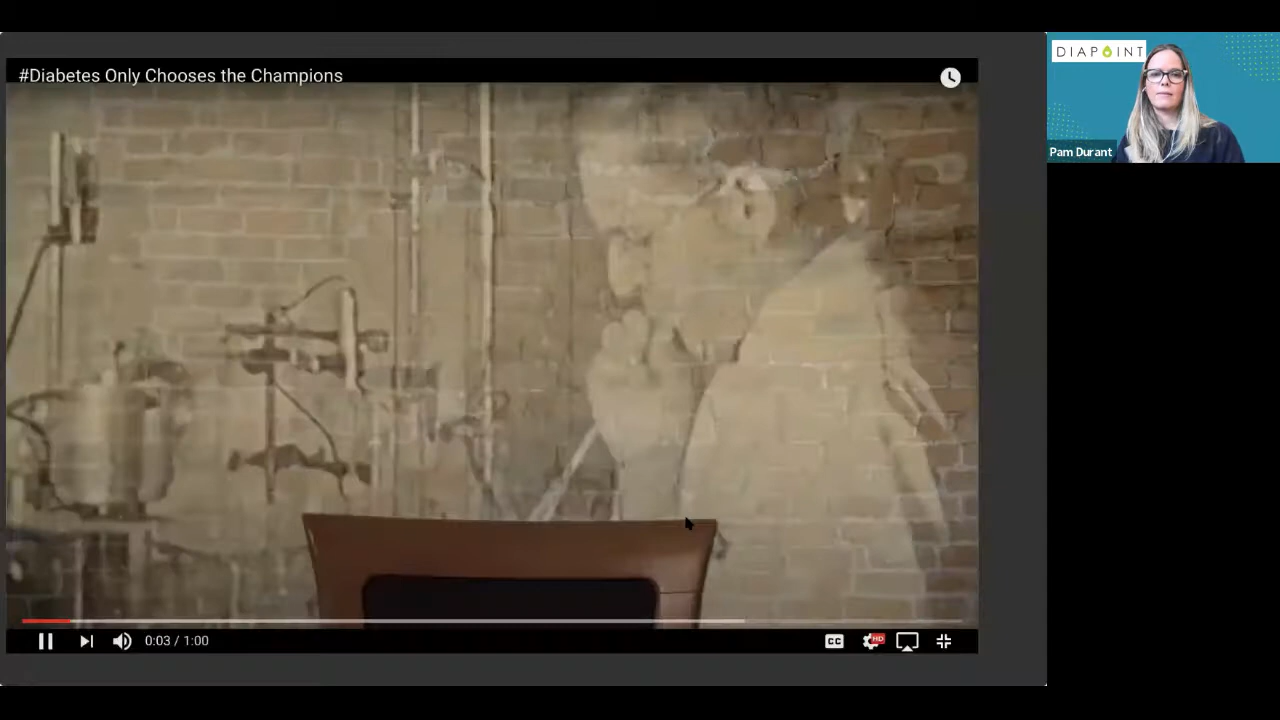 #Diabetes Only Chooses the Champions
DIAPOINT
Pam Durant
0:03 / 1:00
CC
HD